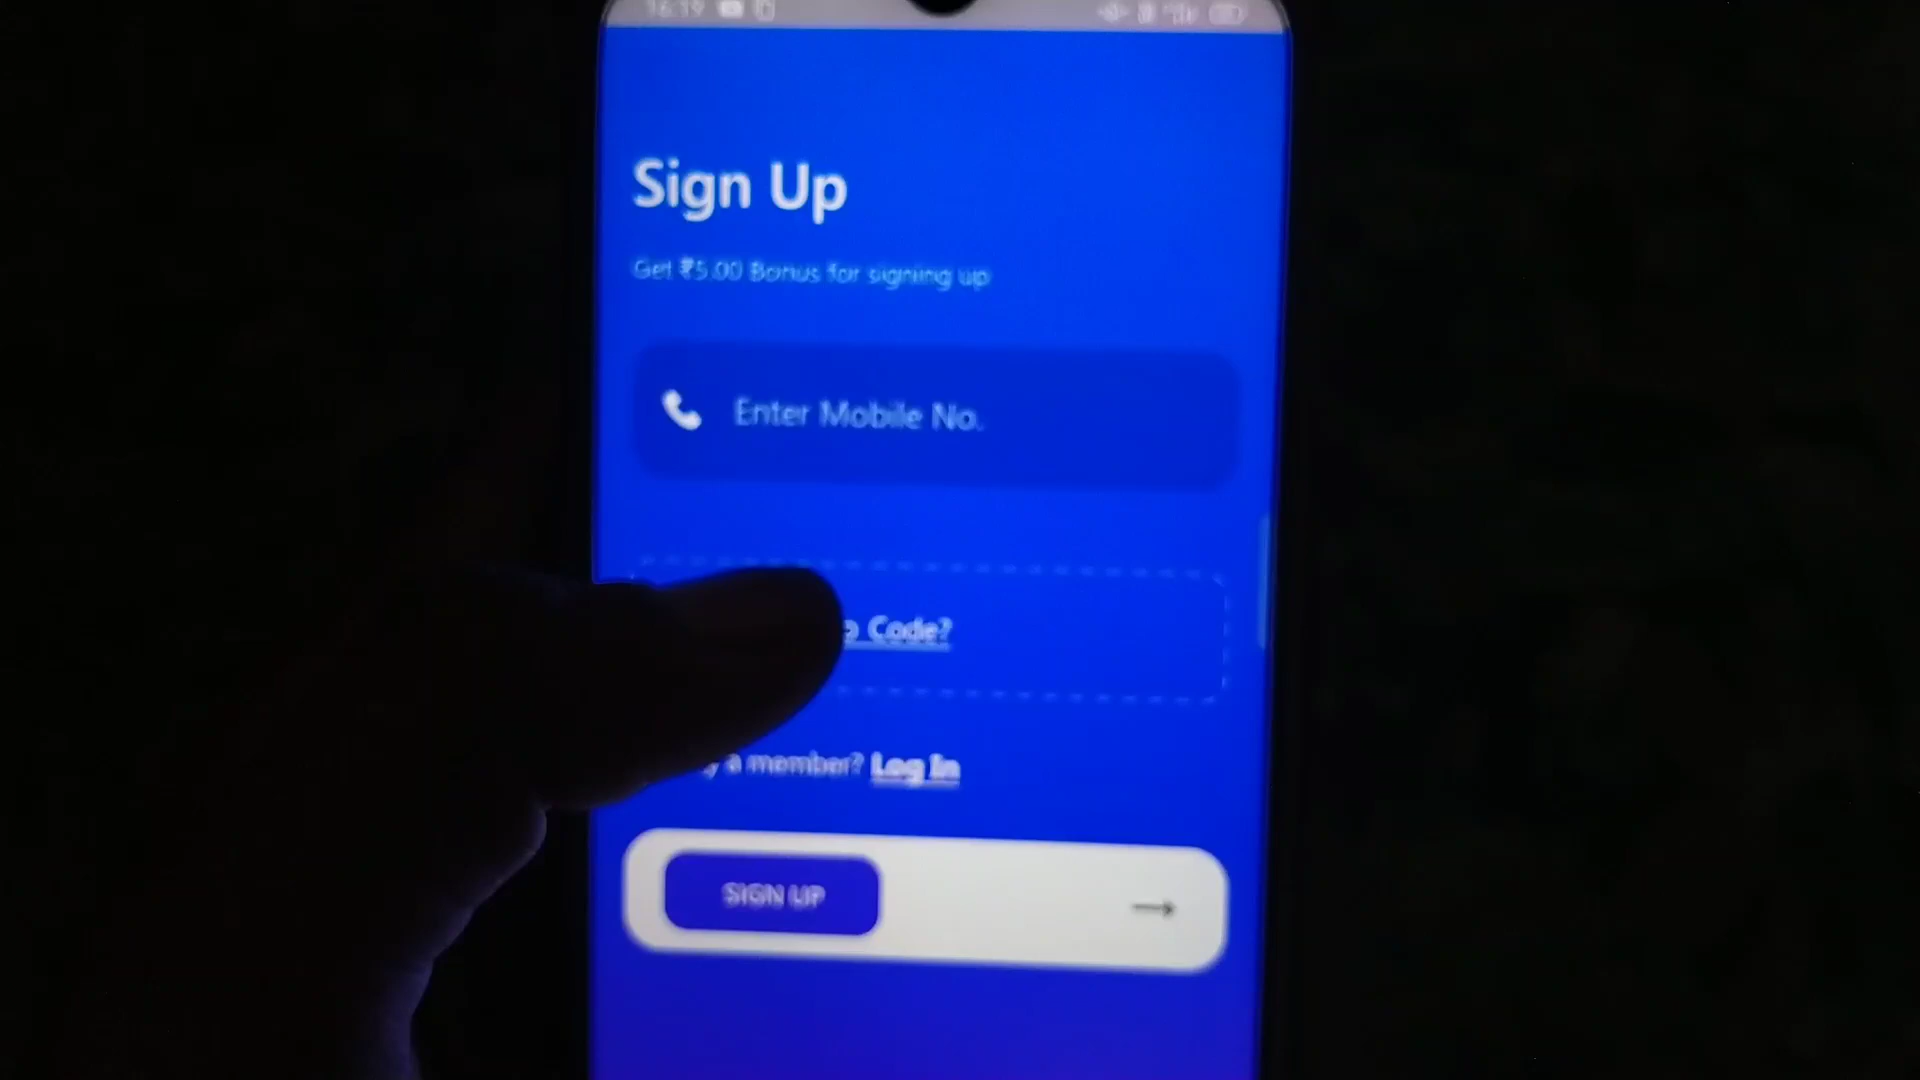 16:19
Sign Up
Get ₹5.00 Bonus for signing up
Enter Mobile No.
Code?
a member? Log In
SIGN UP